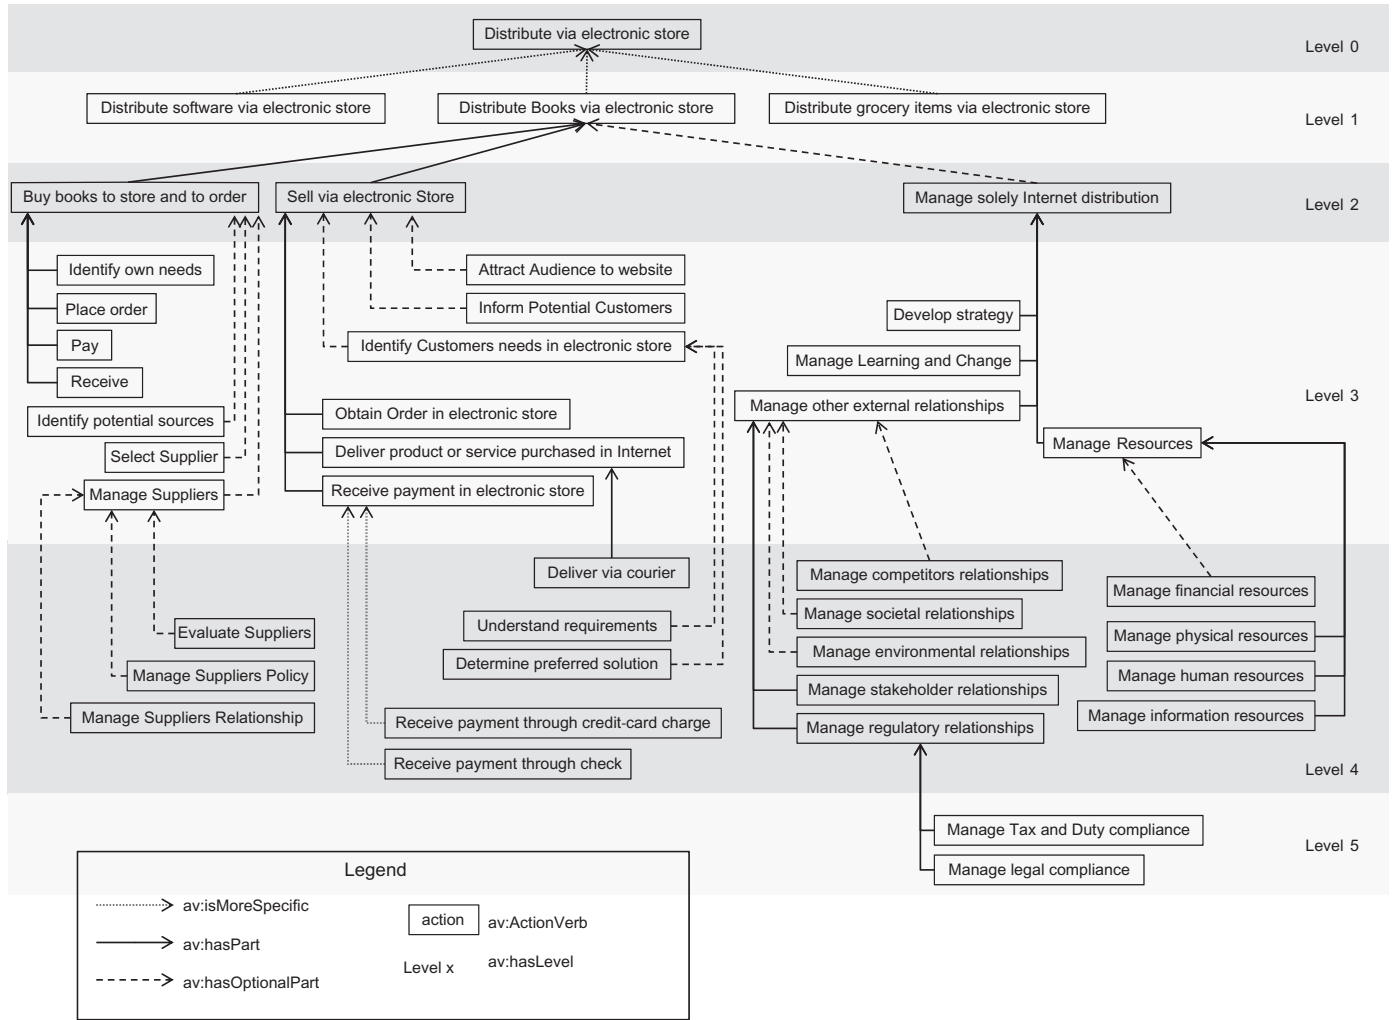 Distribute via electronic store
Level 0
Distribute software via electronic store
Distribute Books via electronic store
Distribute grocery items via electronic store
Level 1
Buy books to store and to order
Sell via electronic Store
Manage solely Internet distribution
Level 2
Identify own needs
Place order
Pay
Receive
Identify potential sources
Select Supplier
Manage Suppliers
Attract Audience to website
Inform Potential Customers
Identify Customers needs in electronic store
Obtain Order in electronic store
Deliver product or service purchased in Internet
Receive payment in electronic store
Develop strategy
Manage Learning and Change
Manage other external relationships
Manage Resources
Level 3
Evaluate Suppliers
Manage Suppliers Policy
Manage Suppliers Relationship
Deliver via courier
Understand requirements
Determine preferred solution
Receive payment through credit-card charge
Receive payment through check
Manage competitors relationships
Manage societal relationships
Manage environmental relationships
Manage stakeholder relationships
Manage regulatory relationships
Manage financial resources
Manage physical resources
Manage human resources
Manage information resources
Level 4
Manage Tax and Duty compliance
Manage legal compliance
Level 5
Legend
av:isMoreSpecific
av:hasPart
av:hasOptionalPart
action
av:ActionVerb
Level x
av:hasLevel